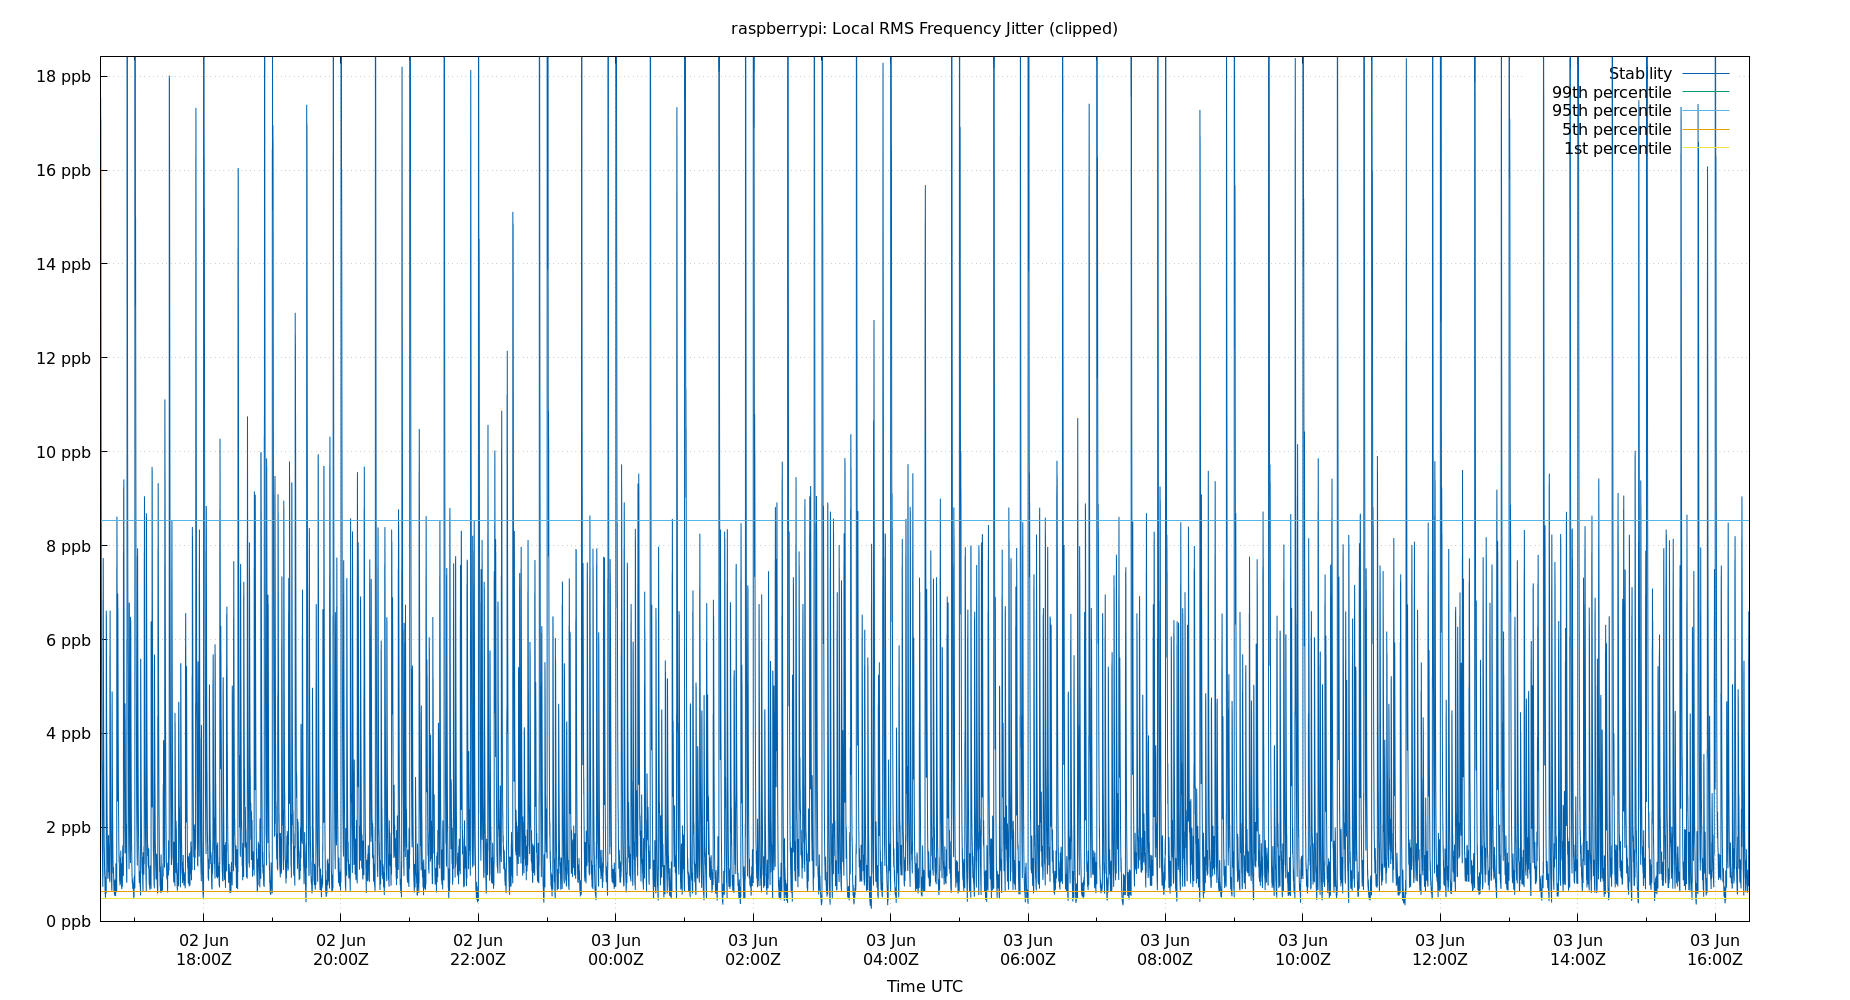 raspberrypi: Local RMS Frequency Jitter (clipped)
18 ppb
16 ppb
14 ppb
12 ppb
10 ppb
8 ppb
6 ppb
4 ppb
2 ppb
0 ppb
Stability
99th percentile
95th percentile
5th percentile
1st percentile
02 Jun 02 Jun 02 Jun 03 Jun 03 Jun 03 Jun 03 Jun 03 Jun 03 Jun 03 Jun 03 Jun 03 Jun
18:00Z 20:00Z 22:00Z 00:00Z 02:00Z 04:00Z 06:00Z 08:00Z 10:00Z 12:00Z 14:00Z 16:00Z
Time UTC